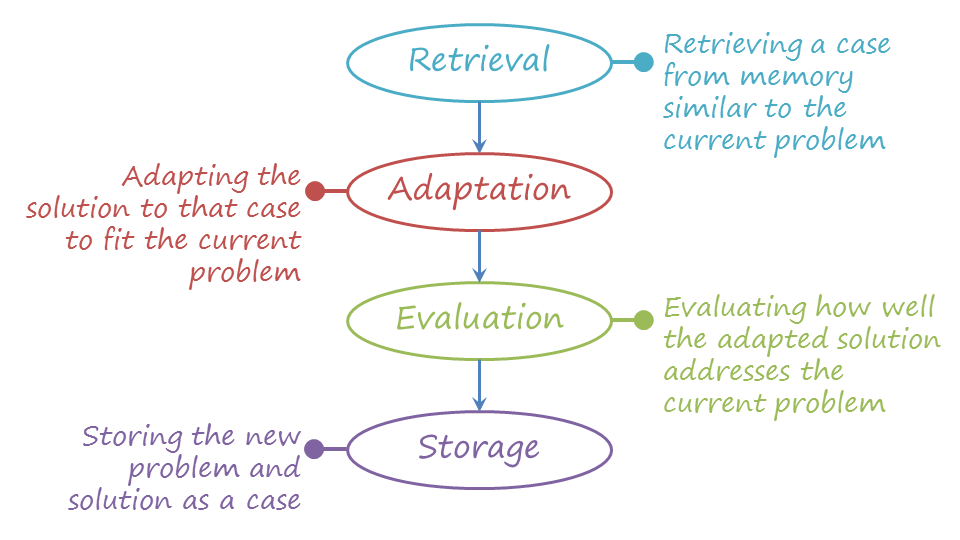 Retrieval
Retrieving a case
from memory
similar to the
current problem
Adapting the
solution to that case
to fit the current
problem
Adaptation
Evaluation
Evaluating how well
the adapted solution
addresses the
current problem
Storing the new
problem and
solution as a case
Storage